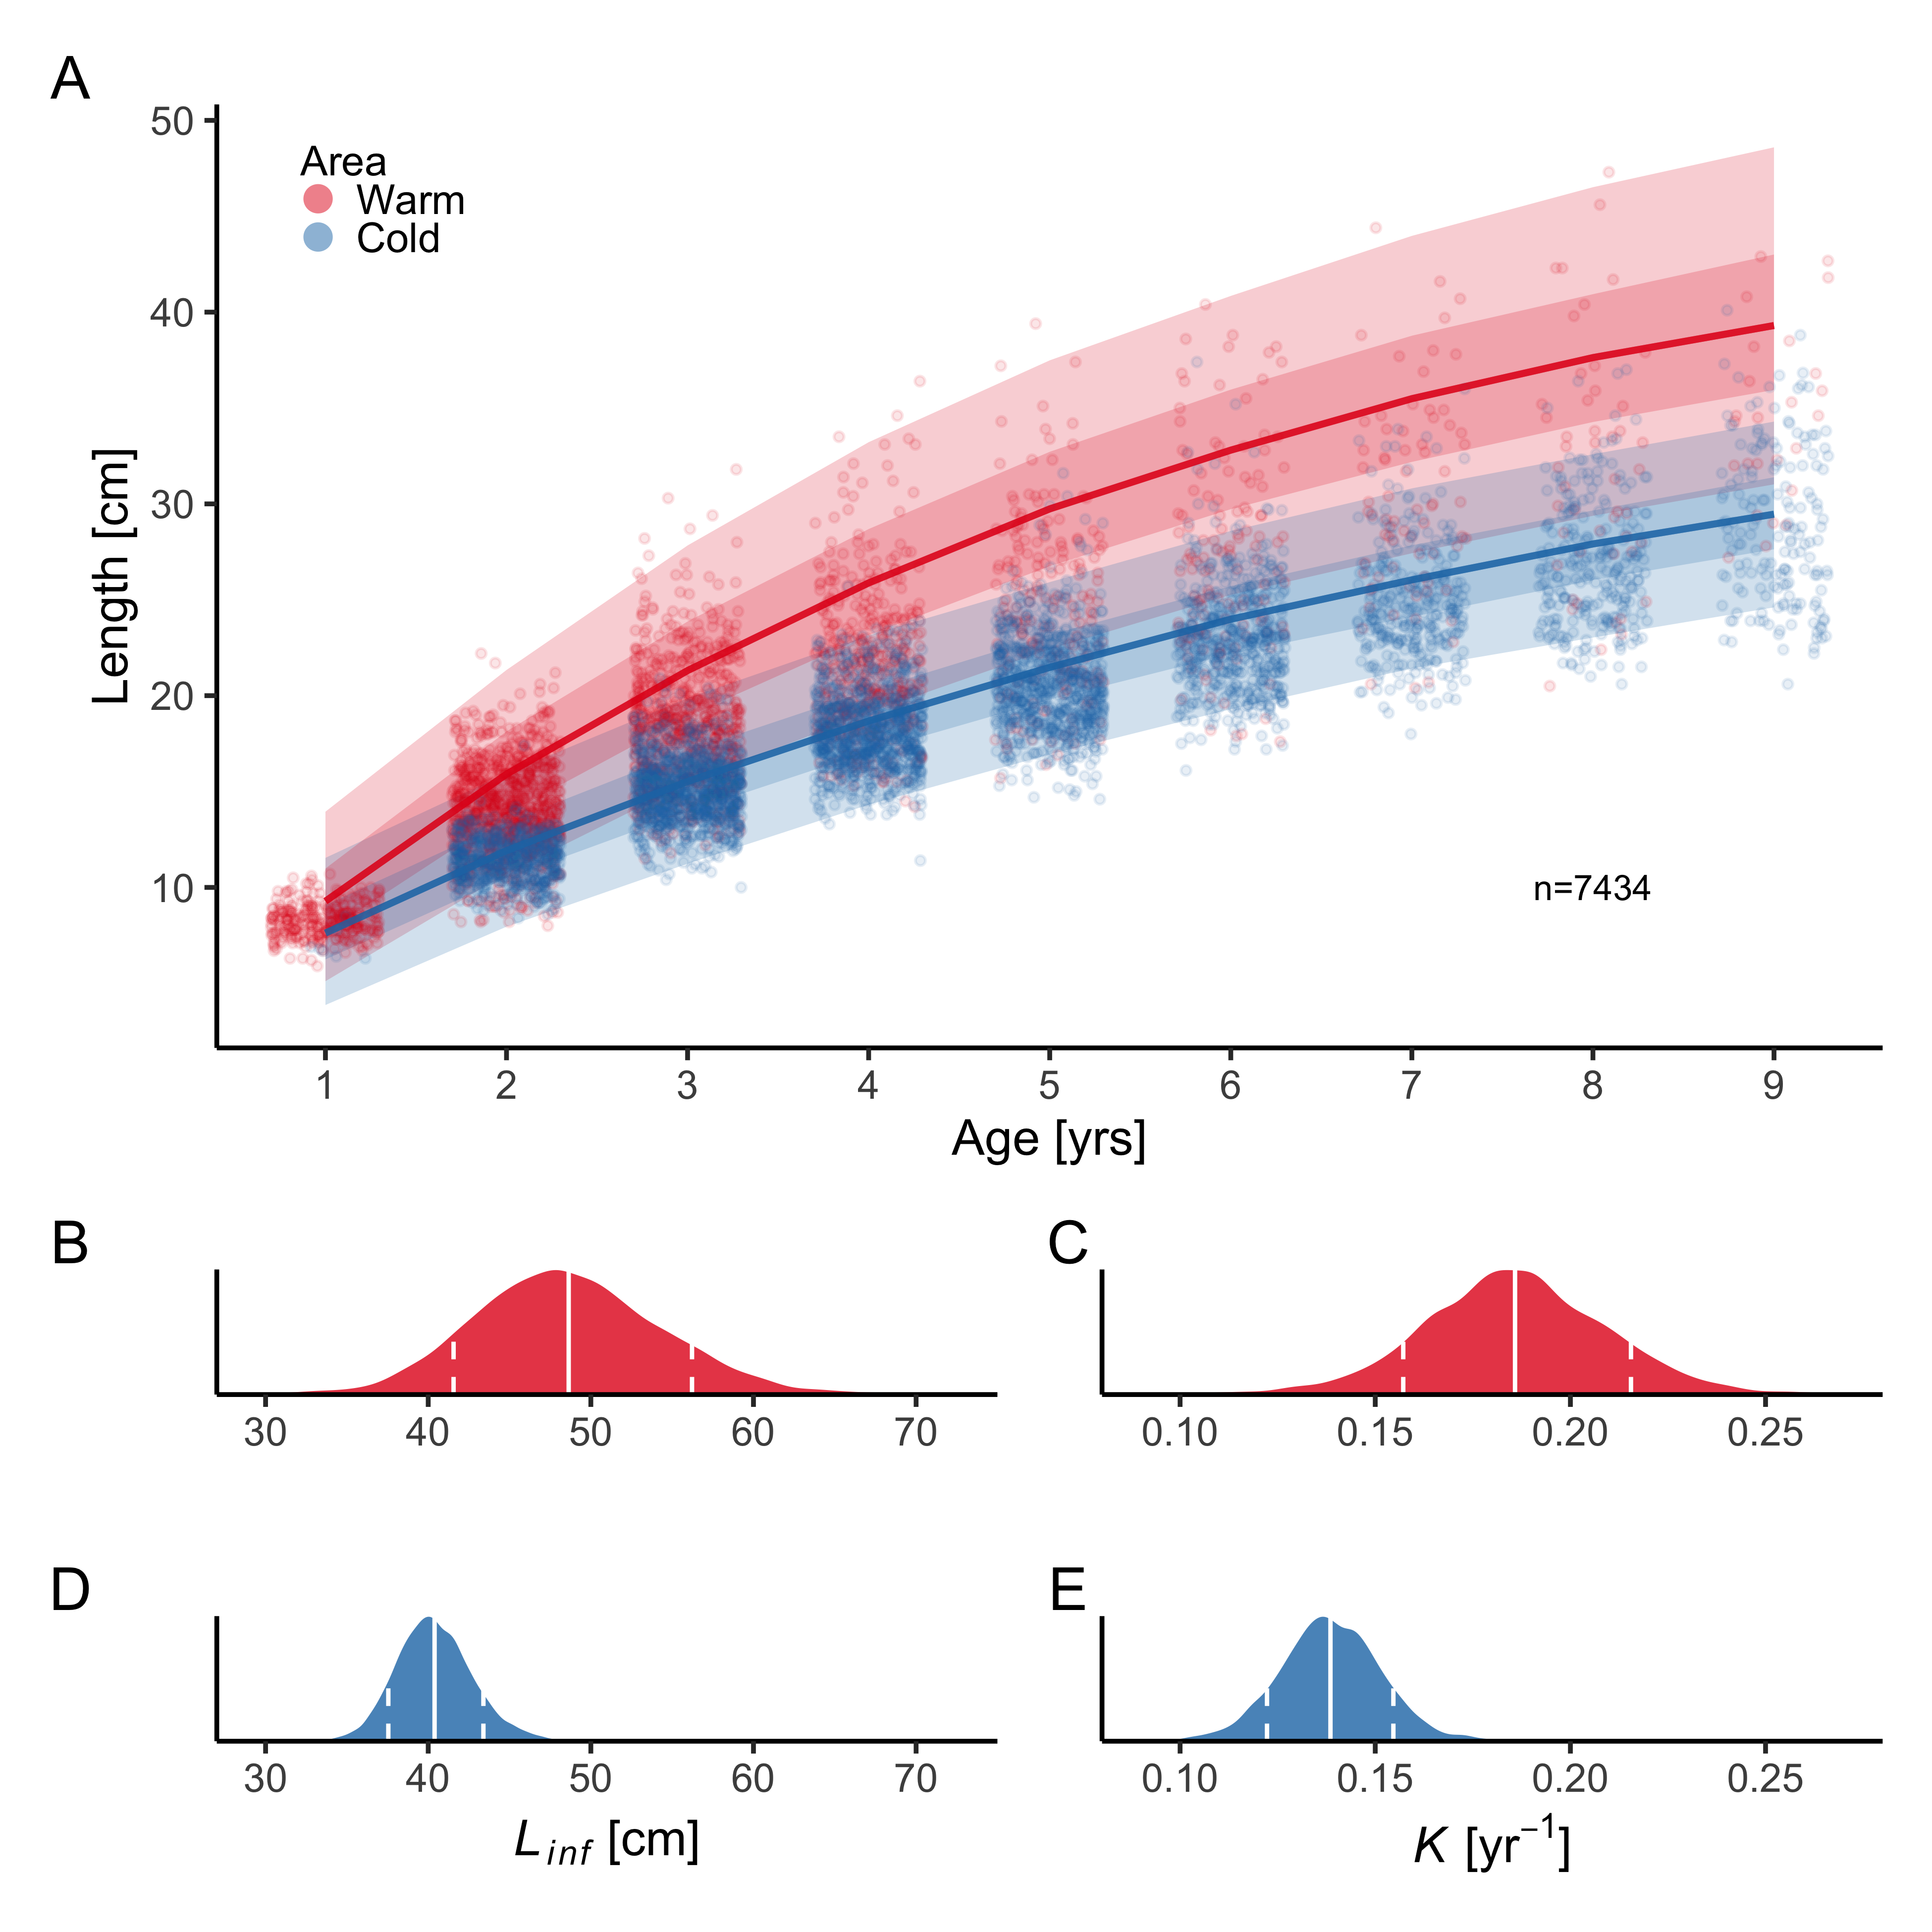 A
50
40
30
20
10
Length [cm]
Area
Warm
Cold
n=7434
1 2 3 4 5 6 7 8 9
Age [yrs]
B
30 40 50 60 70
C
0.10 0.15 0.20 0.25
D
30 40 50 60 70
L inf [cm]
E
0.10 0.15 0.20 0.25
K [yr⁻¹]